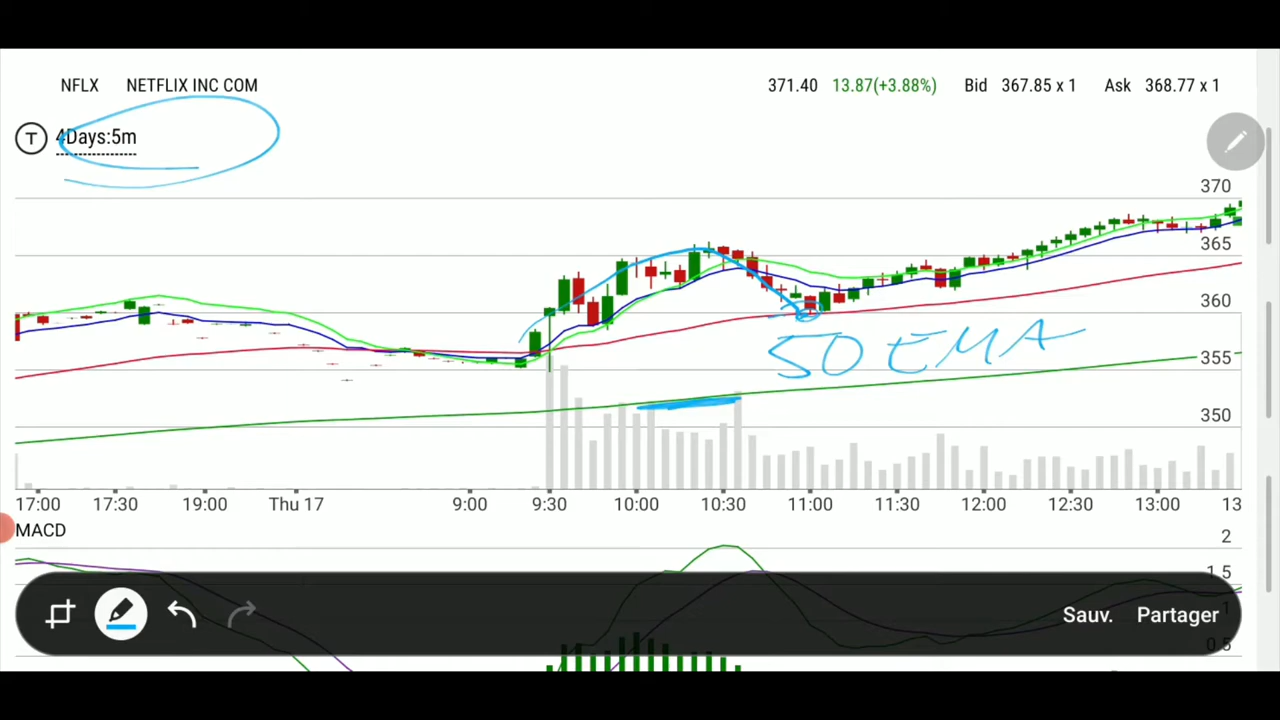 NFLX NETFLIX INC COM 371.40 13.87(+3.88%) Bid 367.85 x 1 Ask 368.77 x 1
T 4Days:5m
370
365
360
50 EMA
355
350
17:00 17:30 19:00 Thu 17 9:00 9:30 10:00 10:30 11:00 11:30 12:00 12:30 13:00 13
MACD
2
1.5
1
Sauv. Partager
0.5